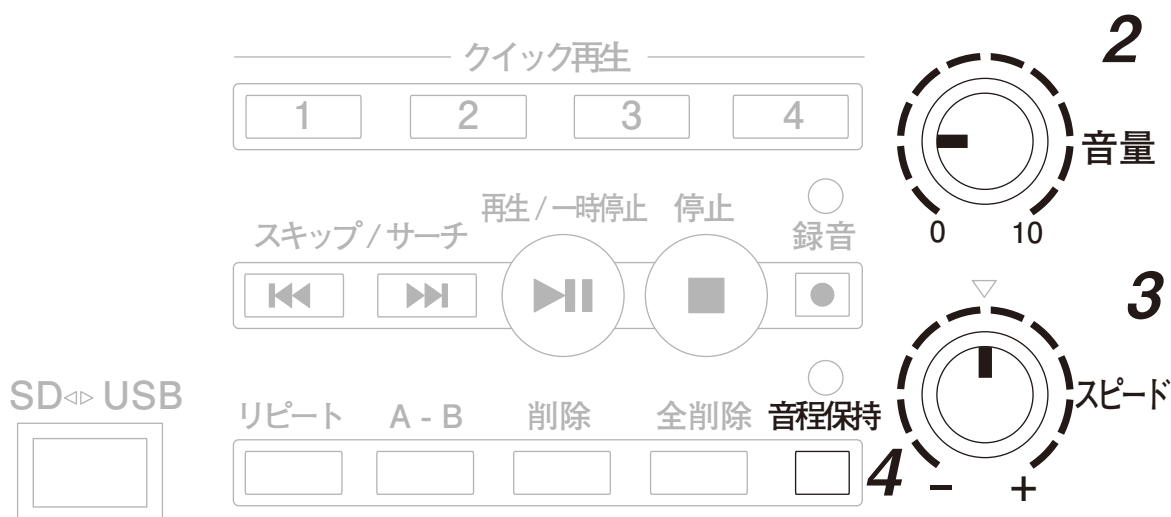 クイック再生
2
1 2 3 4
音量
0 10
再生 / 一時停止 停止
スキップ / サーチ
録音
3
SD USB
リピート A - B 削除 全削除 音程保持
スピード
4
− +